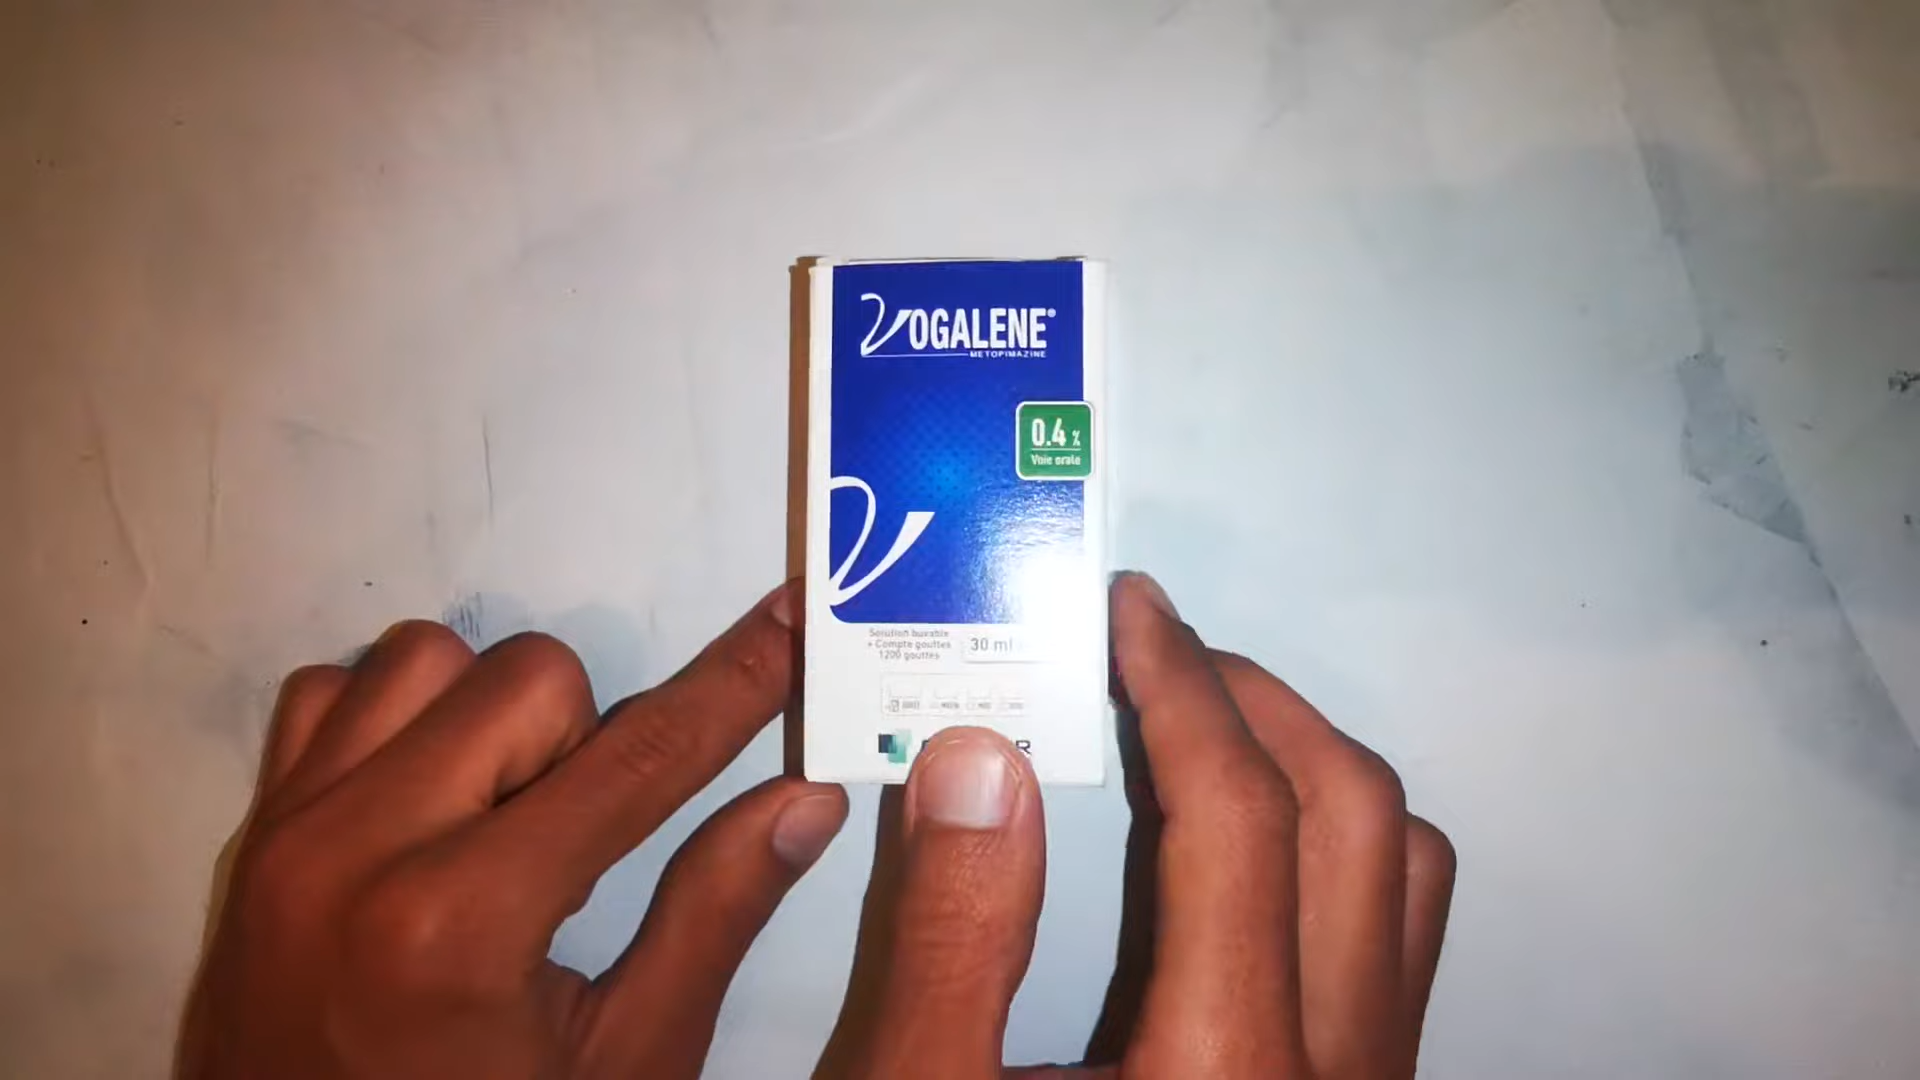 VOGALENE®
METOPIMAZINE
0.4 %
Voie orale
Solution buvable
+ Compte gouttes
1200 gouttes
30 ml